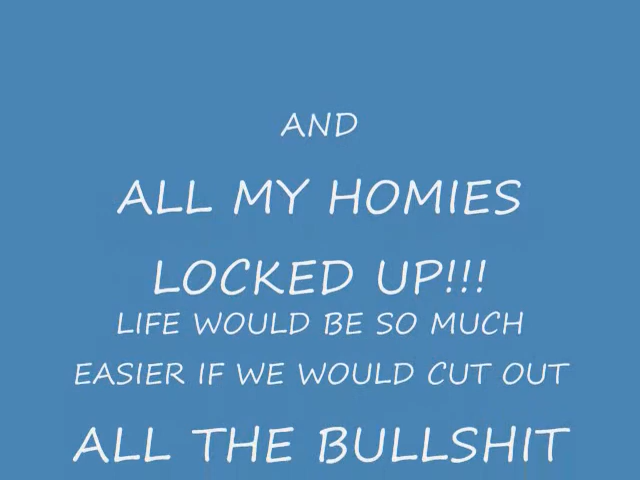 AND
ALL MY HOMIES
LOCKED UP!!!
LIFE WOULD BE SO MUCH
EASIER IF WE WOULD CUT OUT
ALL THE BULLSHIT